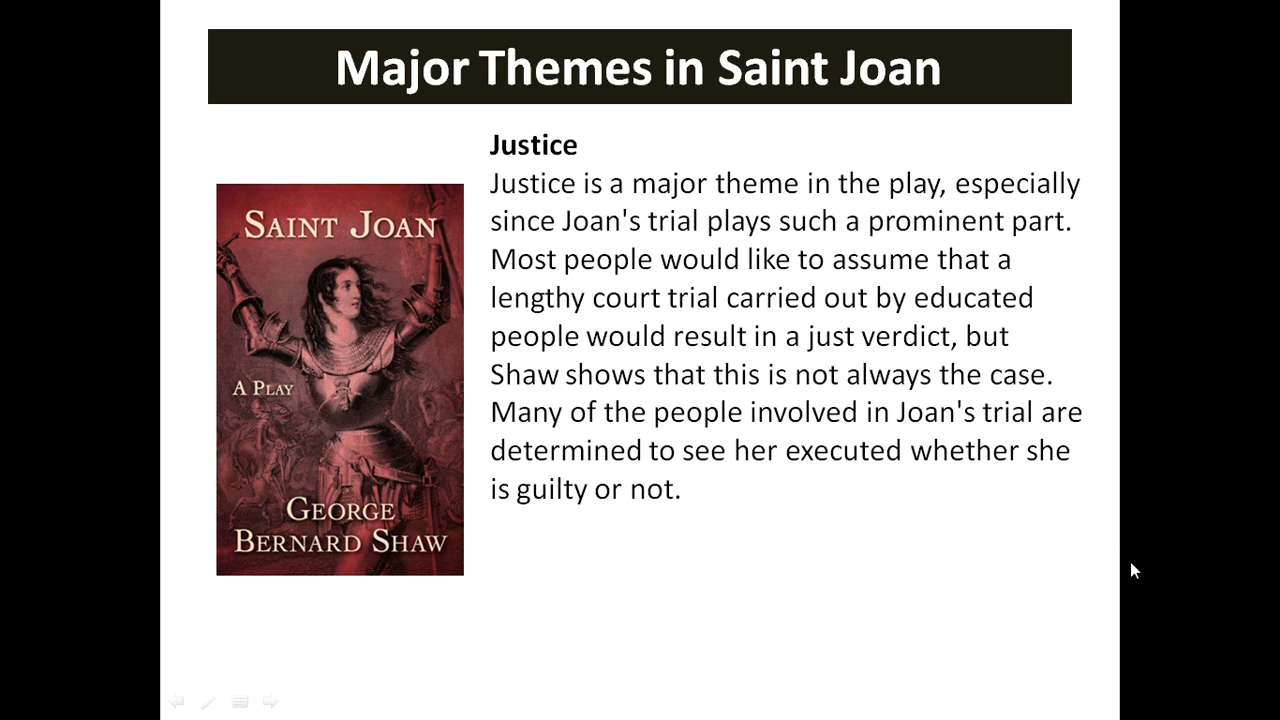 Major Themes in Saint Joan
Justice
Justice is a major theme in the play, especially
since Joan's trial plays such a prominent part.
Most people would like to assume that a
lengthy court trial carried out by educated
people would result in a just verdict, but
Shaw shows that this is not always the case.
Many of the people involved in Joan's trial are
determined to see her executed whether she
is guilty or not.
SAINT JOAN
A PLAY
GEORGE
BERNARD SHAW